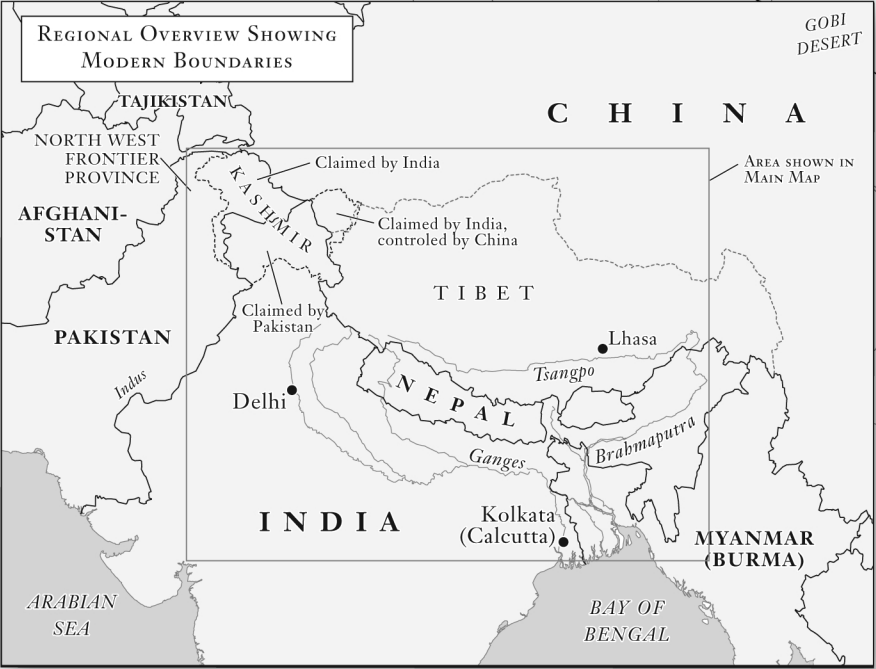 Regional Overview Showing
Modern Boundaries
GOBI
DESERT
TAJIKISTAN
CHINA
NORTH WEST
FRONTIER
PROVINCE
Claimed by India
Area shown in
Main Map
KASHMIR
AFGHANI-
STAN
Claimed by India,
controled by China
TIBET
Claimed by
Pakistan
PAKISTAN
Lhasa
Indus
Tsangpo
Delhi
NEPAL
Brahmaputra
Ganges
INDIA
Kolkata
(Calcutta)
MYANMAR
(BURMA)
ARABIAN
SEA
BAY OF
BENGAL